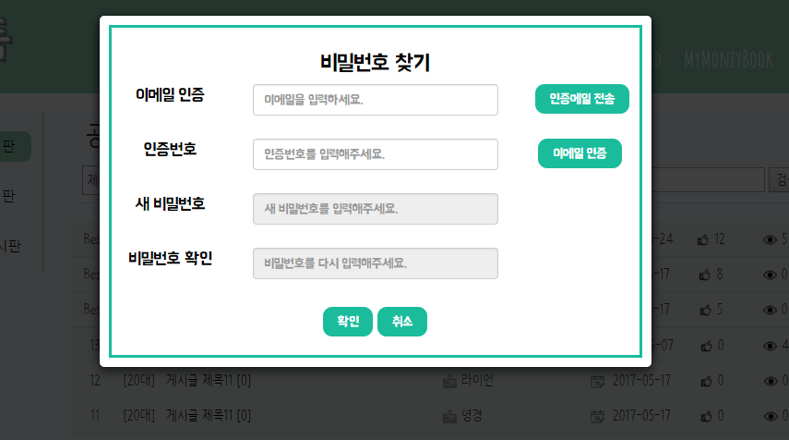 MYMONEYBOOK
비밀번호 찾기
이메일 인증 이메일을 입력하세요. 인증메일 전송
인증번호 인증번호를 입력해주세요. 이메일 인증
새 비밀번호 새 비밀번호를 입력해주세요.
비밀번호 확인 비밀번호를 다시 입력해주세요.
확인 취소
판
판
시판
-24 12
-17 8
-17 5
-07 0
12 [20대] 게시글 제목11 [0] 라이언 2017-05-17 0
11 [20대] 게시글 제목11 [0] 영경 2017-05-17 0